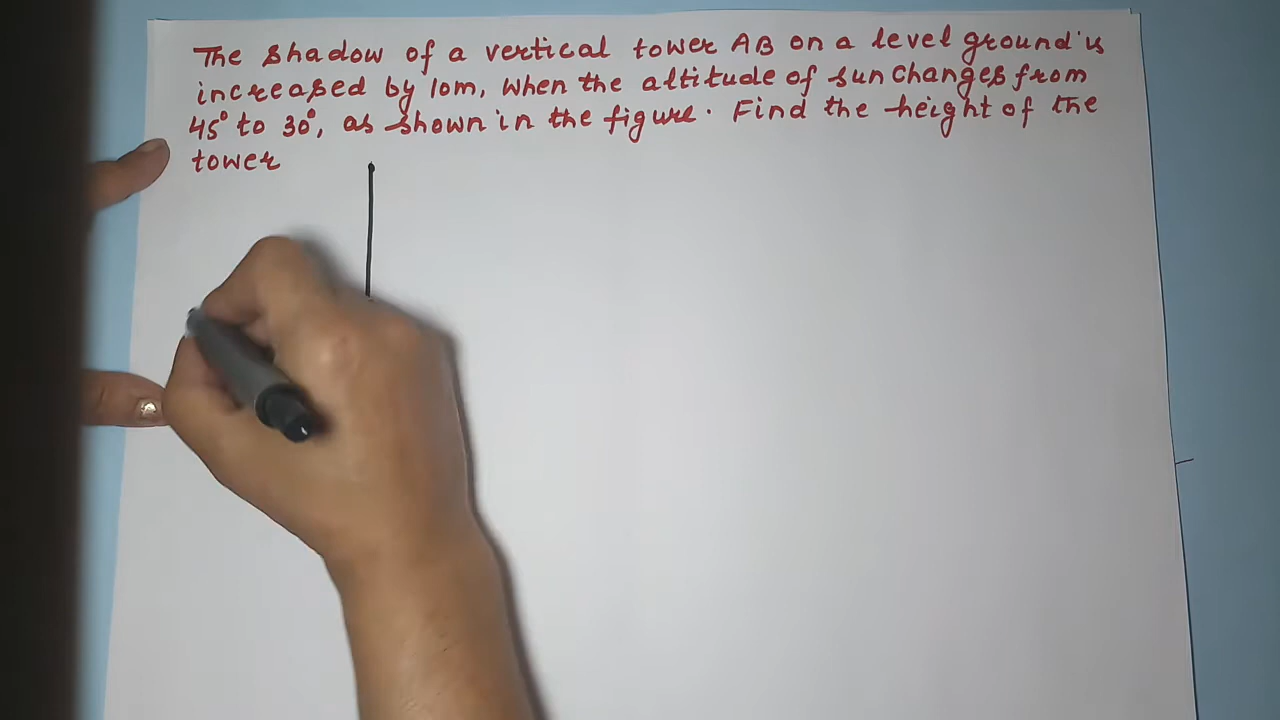 The shadow of a vertical tower AB on a level ground is
increased by 10m, when the altitude of sun changes from
45° to 30°, as shown in the figure. Find the height of the
tower